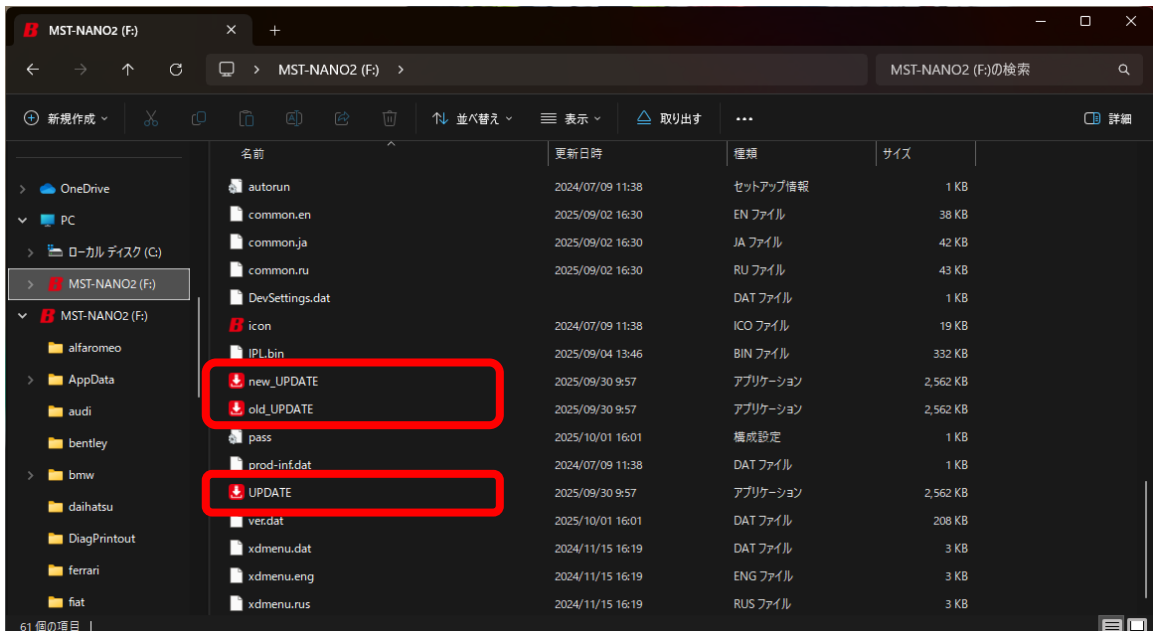 MST-NANO2 (F:)
MST-NANO2 (F:)
MST-NANO2 (F:)の検索
新規作成
並べ替え
表示
取り出す
詳細
名前 更新日時 種類 サイズ
OneDrive
PC
ローカル ディスク (C:)
MST-NANO2 (F:)
MST-NANO2 (F:)
alfaromeo
AppData
audi
bentley
bmw
daihatsu
DiagPrintout
ferrari
fiat
autorun 2024/07/09 11:38 セットアップ情報 1 KB
common.en 2025/09/02 16:30 EN ファイル 38 KB
common.ja 2025/09/02 16:30 JA ファイル 42 KB
common.ru 2025/09/02 16:30 RU ファイル 43 KB
DevSettings.dat DAT ファイル 1 KB
icon 2024/07/09 11:38 ICO ファイル 19 KB
IPL.bin 2025/09/04 13:46 BIN ファイル 332 KB
new_UPDATE 2025/09/30 9:57 アプリケーション 2,562 KB
old_UPDATE 2025/09/30 9:57 アプリケーション 2,562 KB
pass 2025/10/01 16:01 構成設定 1 KB
prod-inf.dat 2024/07/09 11:38 DAT ファイル 1 KB
UPDATE 2025/09/30 9:57 アプリケーション 2,562 KB
ver.dat 2025/10/01 16:01 DAT ファイル 208 KB
xdmenu.dat 2024/11/15 16:19 DAT ファイル 3 KB
xdmenu.eng 2024/11/15 16:19 ENG ファイル 3 KB
xdmenu.rus 2024/11/15 16:19 RUS ファイル 3 KB
61 個の項目